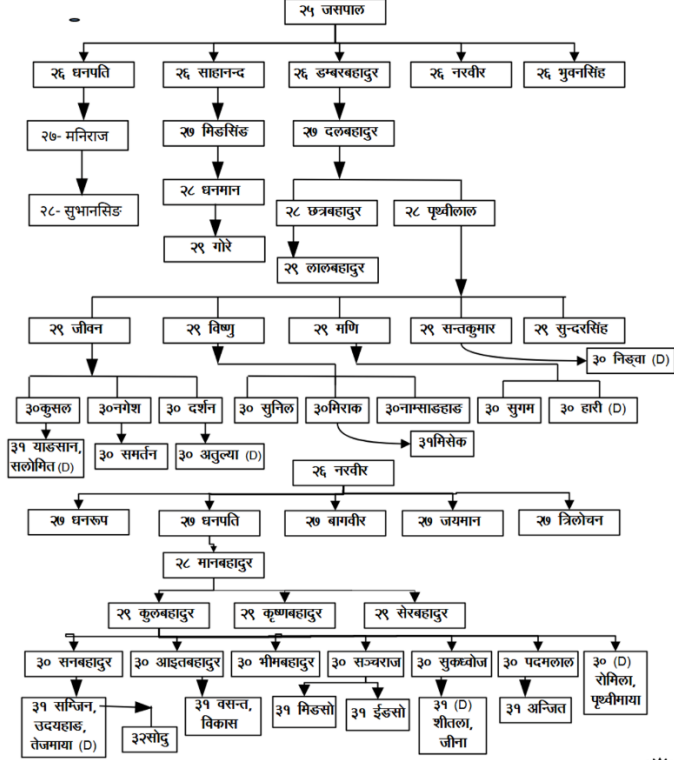 २५ जसपाल
२६ धनपति
२६ साहानन्द
२६ डम्बरबहादुर
२६ नरवीर
२६ भुवनसिंह
२७- मनिराज
२७ मिडसिंङ
२७ दलबहादुर
२८- सुभानसिङ
२८ धनमान
२८ छत्रबहादुर
२८ पृथ्वीलाल
२९ गोरे
२९ लालबहादुर
२९ जीवन
२९ विष्णु
२९ मणि
२९ सन्तकुमार
२९ सुन्दरसिंह
३० निङ्वा (D)
३०कुसल
३०नगेश
३० दर्शन
३० सुनिल
३०मिराक
३०नाम्साडहाङ
३० सुगम
३० हारी (D)
३१ याङसान,
सलोमित (D)
३० समर्तन
३० अतुल्या (D)
३१मिसेक
२६ नरवीर
२७ धनरूप
२७ धनपति
२७ बागवीर
२७ जयमान
२७ त्रिलोचन
२८ मानबहादुर
२९ कुलबहादुर
२९ कृष्णबहादुर
२९ सेरबहादुर
३० सनबहादुर
३० आइतबहादुर
३० भीमबहादुर
३० सञ्चराज
३० सुकध्वोज
३० पदमलाल
३० (D)
रोमिला,
पृथ्वीमाया
३१ सम्जिन,
उदयहाङ,
तेजमाया (D)
३२सोदु
३१ वसन्त,
विकास
३१ मिङसो
३१ ईङसो
३१ (D)
शीतला,
जीना
३१ अन्जित